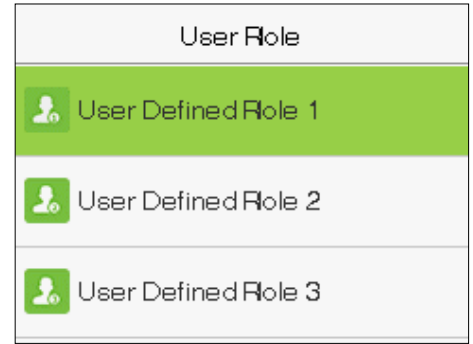 User Role
User Defined Role 1
User Defined Role 2
User Defined Role 3